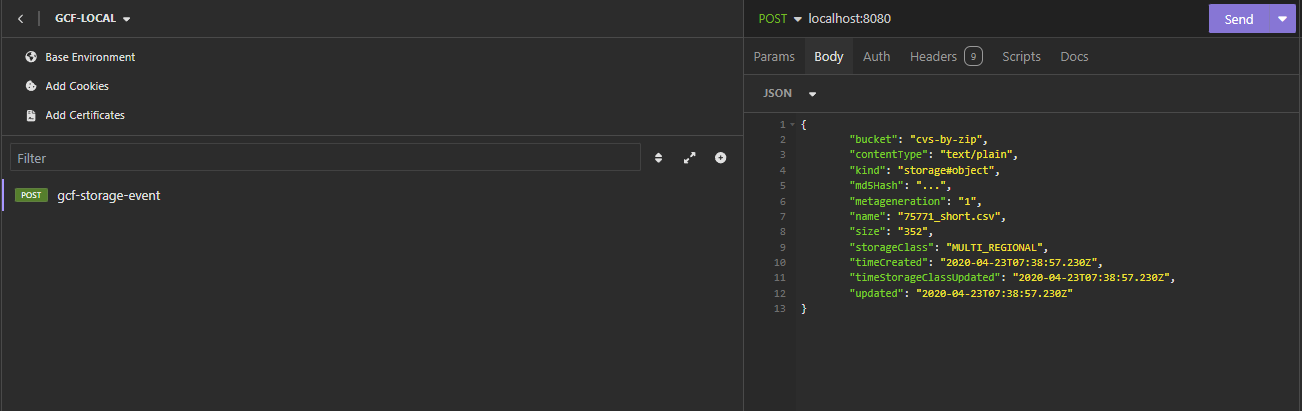 GCF-LOCAL
Base Environment
Add Cookies
Add Certificates
Filter
POST gcf-storage-event
POST localhost:8080 Send
Params Body Auth Headers 9 Scripts Docs
JSON
1 {
2 "bucket": "cvs-by-zip",
3 "contentType": "text/plain",
4 "kind": "storage#object",
5 "md5Hash": "...",
6 "metageneration": "1",
7 "name": "75771_short.csv",
8 "size": "352",
9 "storageClass": "MULTI_REGIONAL",
10 "timeCreated": "2020-04-23T07:38:57.230Z",
11 "timeStorageClassUpdated": "2020-04-23T07:38:57.230Z",
12 "updated": "2020-04-23T07:38:57.230Z"
13 }